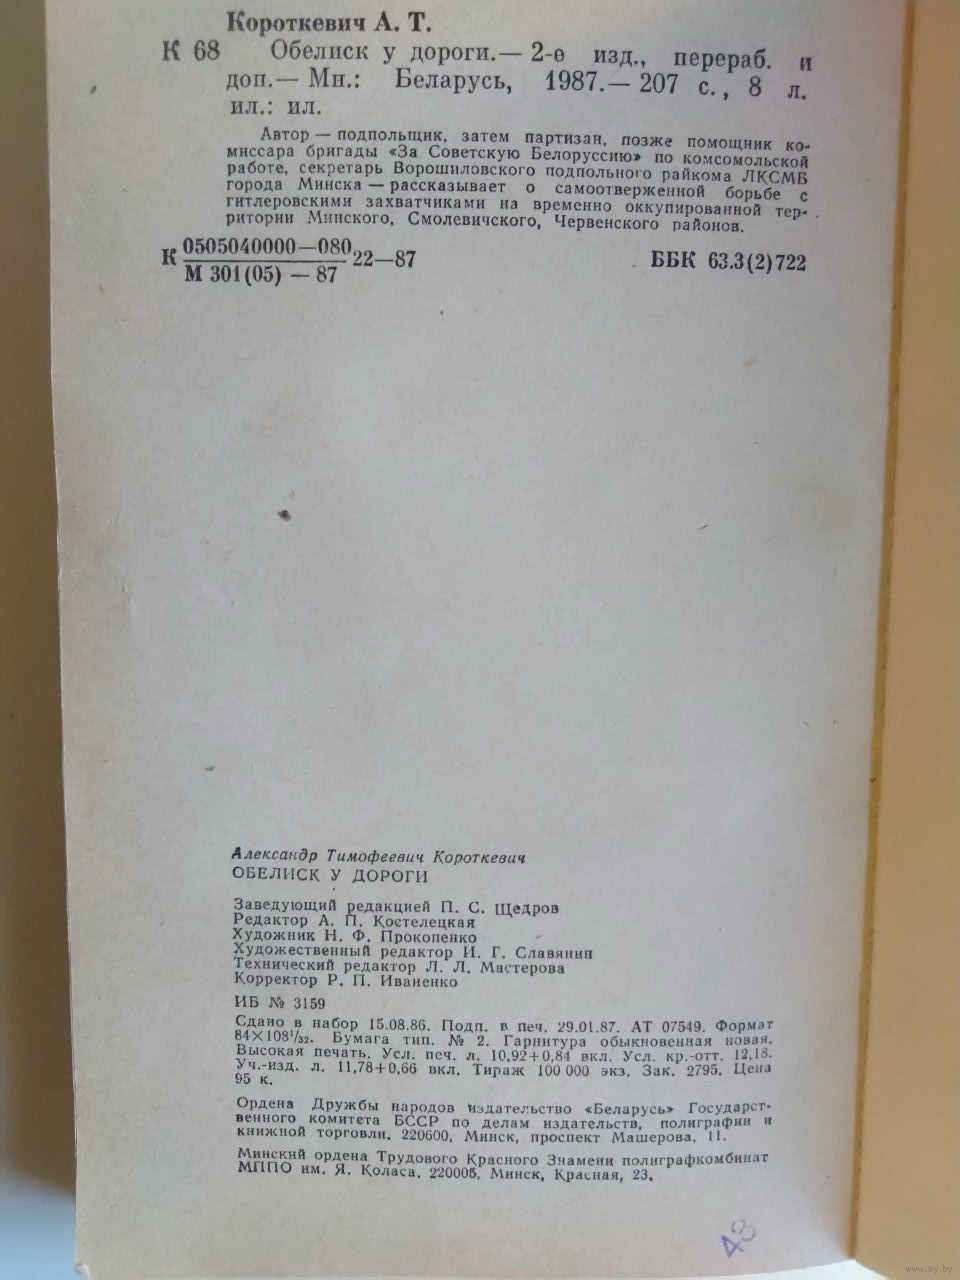 Короткевич А. Т.
К 68 Обелиск у дороги.— 2-е изд., перераб. и
доп.— Мн.: Беларусь, 1987.— 207 с., 8 л.
ил.: ил.
Автор — подпольщик, затем партизан, позже помощник ко-
миссара бригады «За Советскую Белоруссию» по комсомольской
работе, секретарь Ворошиловского подпольного райкома ЛКСМБ
города Минска — рассказывает о самоотверженной борьбе с
гитлеровскими захватчиками на временно оккупированной тер-
ритории Минского, Смолевичского, Червенского районов.
К 0505040000—080 22—87 ББК 63.3(2)722
М 301(05) — 87
Александр Тимофеевич Короткевич
ОБЕЛИСК У ДОРОГИ
Заведующий редакцией П. С. Щедров
Редактор А. П. Костелецкая
Художник Н. Ф. Прокопенко
Художественный редактор И. Г. Славянин
Технический редактор Л. Л. Мастерова
Корректор Р. П. Иваненко
ИБ № 3159
Сдано в набор 15.08.86. Подп. в печ. 29.01.87. АТ 07549. Формат
84×108¹/₃₂. Бумага тип. № 2. Гарнитура обыкновенная новая.
Высокая печать. Усл. печ. л. 10,92+0,84 вкл. Усл. кр.-отт. 12,18.
Уч.-изд. л. 11,78+0,66 вкл. Тираж 100 000 экз. Зак. 2795. Цена
95 к.
Ордена Дружбы народов издательство «Беларусь» Государст-
венного комитета БССР по делам издательств, полиграфии и
книжной торговли. 220600, Минск, проспект Машерова, 11.
Минский ордена Трудового Красного Знамени полиграфкомбинат
МППО им. Я. Коласа. 220005, Минск, Красная, 23.
43
www.ay.by